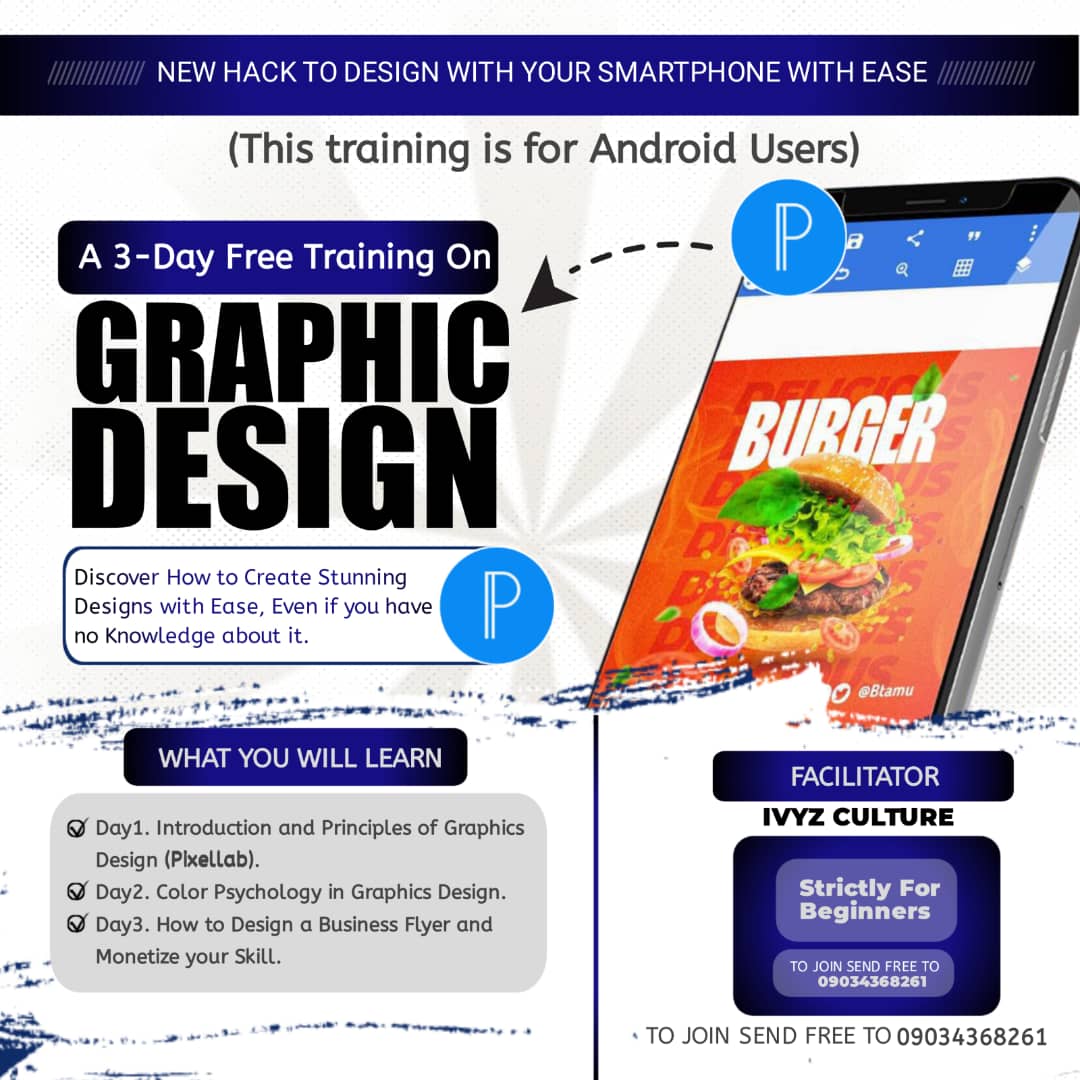 NEW HACK TO DESIGN WITH YOUR SMARTPHONE WITH EASE
(This training is for Android Users)
A 3-Day Free Training On
GRAPHIC
DESIGN
P
DELICIOUS
BURGER
@Btamu
Discover How to Create Stunning
Designs with Ease, Even if you have
no Knowledge about it.
P
WHAT YOU WILL LEARN
Day1. Introduction and Principles of Graphics
Design (PIxellab).
Day2. Color Psychology in Graphics Design.
Day3. How to Design a Business Flyer and
Monetize your Skill.
FACILITATOR
IVYZ CULTURE
Strictly For
Beginners
TO JOIN SEND FREE TO
09034368261
TO JOIN SEND FREE TO 09034368261